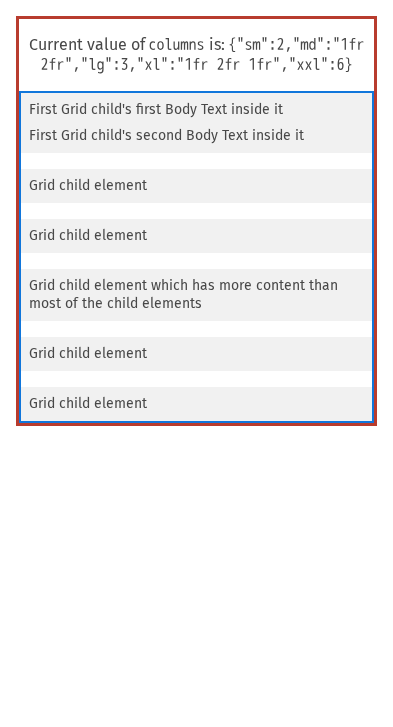 Current value of columns is: {"sm":2,"md":"1fr
2fr","lg":3,"xl":"1fr 2fr 1fr","xxl":6}
First Grid child's first Body Text inside it
First Grid child's second Body Text inside it
Grid child element
Grid child element
Grid child element which has more content than
most of the child elements
Grid child element
Grid child element